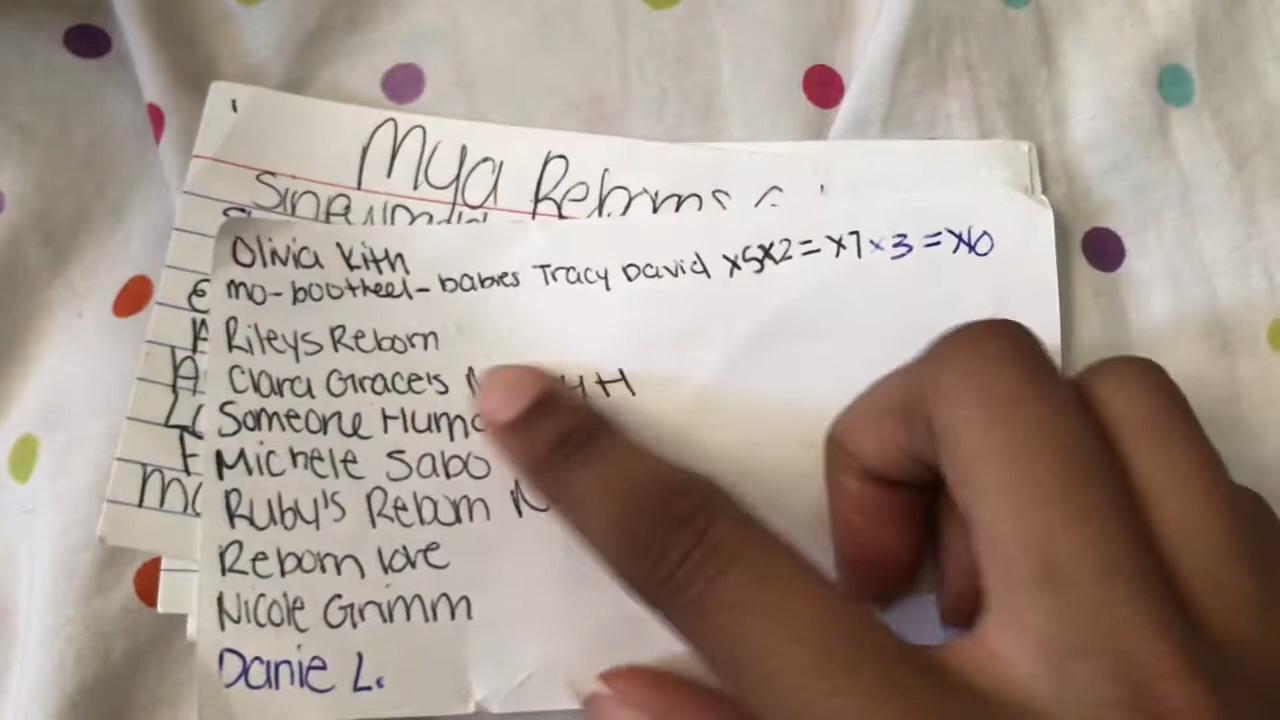 Mya Reborns
Olivia Kith
mo-bootheel-babies Tracy David x5x2=x7x3=x10
Rileys Reborn
Clara Grace's
Someone
Michele Sabo
Ruby's Reborn
Reborn love
Nicole Grimm
Danie L.